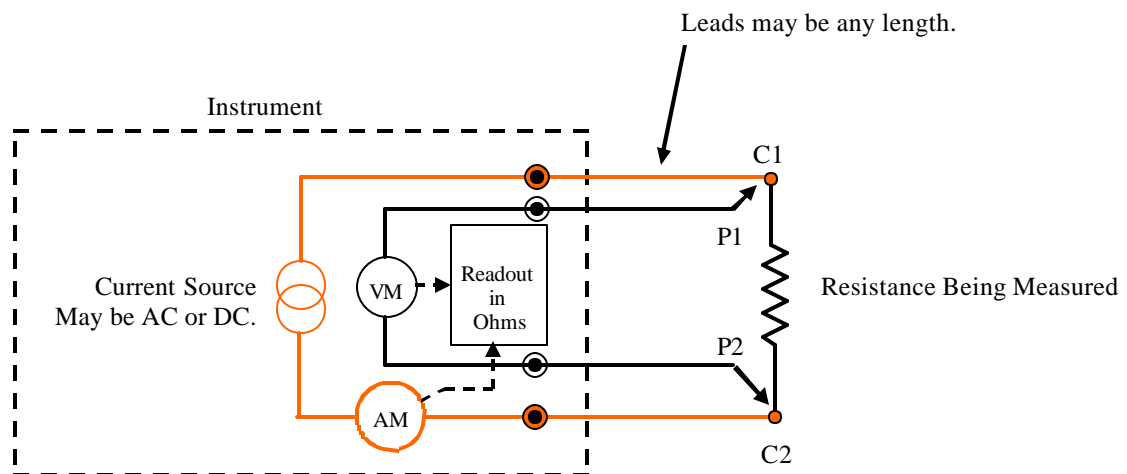 Leads may be any length.
Instrument
C1
P1
Current Source
May be AC or DC.
VM
Readout
in
Ohms
Resistance Being Measured
P2
AM
C2